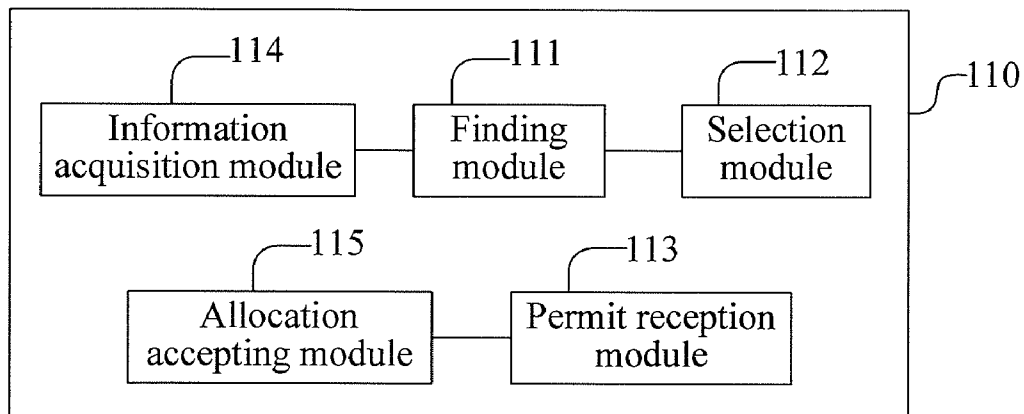 114
111
112
110
Information
acquisition module
Finding
module
Selection
module
115
113
Allocation
accepting module
Permit reception
module